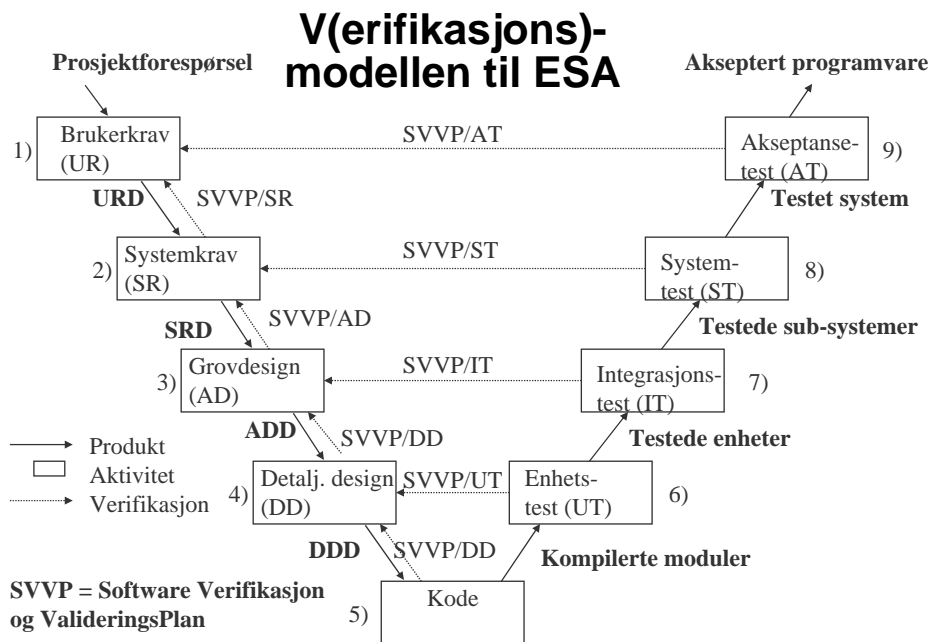 V(erifikasjons)-
modellen til ESA
Prosjektforespørsel
Akseptert programvare
1)
Brukerkrav
(UR)
SVVP/AT
Akseptanse-
test (AT)
9)
URD
SVVP/SR
Testet system
2)
Systemkrav
(SR)
SVVP/ST
System-
test (ST)
8)
SRD
SVVP/AD
Testede sub-systemer
3)
Grovdesign
(AD)
SVVP/IT
Integrasjons-
test (IT)
7)
ADD
SVVP/DD
Testede enheter
Produkt
Aktivitet
Verifikasjon
4)
Detalj. design
(DD)
SVVP/UT
Enhets-
test (UT)
6)
DDD
SVVP/DD
Kompilerte moduler
SVVP = Software Verifikasjon
og ValideringsPlan
5)
Kode